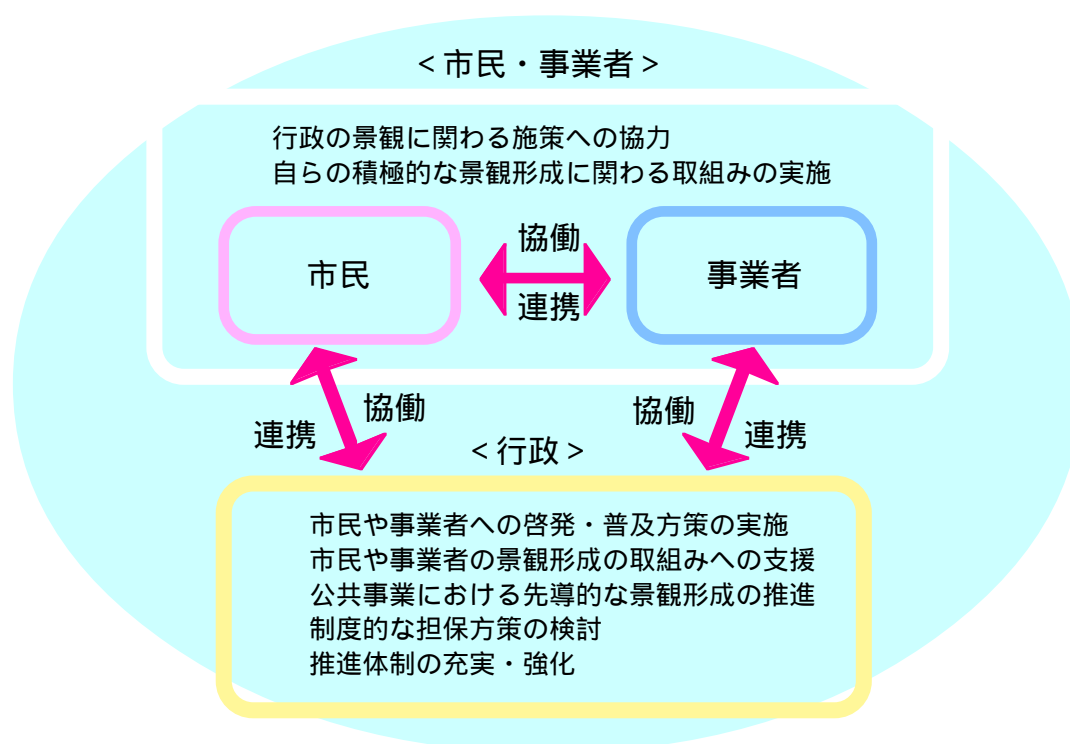 <市民・事業者>
行政の景観に関わる施策への協力
自らの積極的な景観形成に関わる取組みの実施
市民
協働
連携
事業者
協働
連携
協働
連携
<行政>
市民や事業者への啓発・普及方策の実施
市民や事業者の景観形成の取組みへの支援
公共事業における先導的な景観形成の推進
制度的な担保方策の検討
推進体制の充実・強化